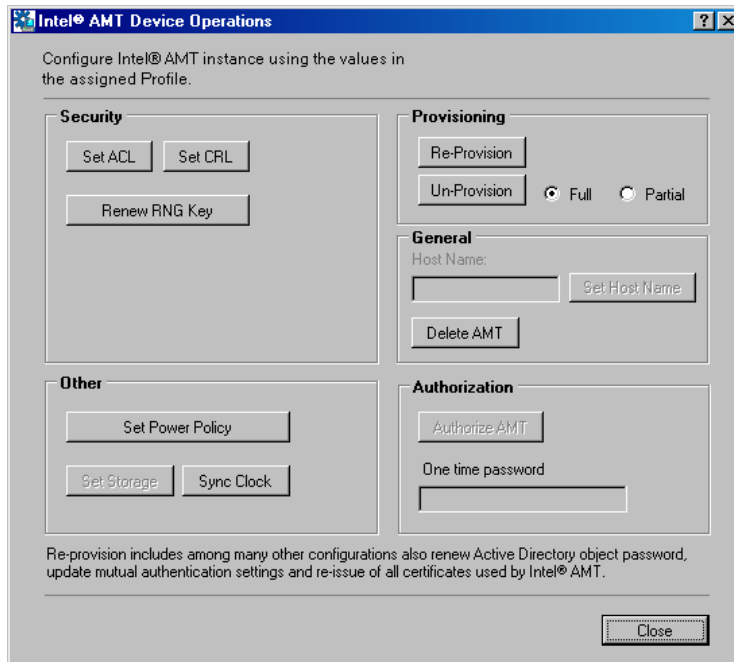 Intel® AMT Device Operations
Configure Intel® AMT instance using the values in
the assigned Profile.
Security
Set ACL Set CRL
Renew RNG Key
Provisioning
Re-Provision
Un-Provision Full Partial
General
Host Name:
Set Host Name
Delete AMT
Other
Set Power Policy
Set Storage Sync Clock
Authorization
Authorize AMT
One time password
Re-provision includes among many other configurations also renew Active Directory object password,
update mutual authentication settings and re-issue of all certificates used by Intel® AMT.
Close